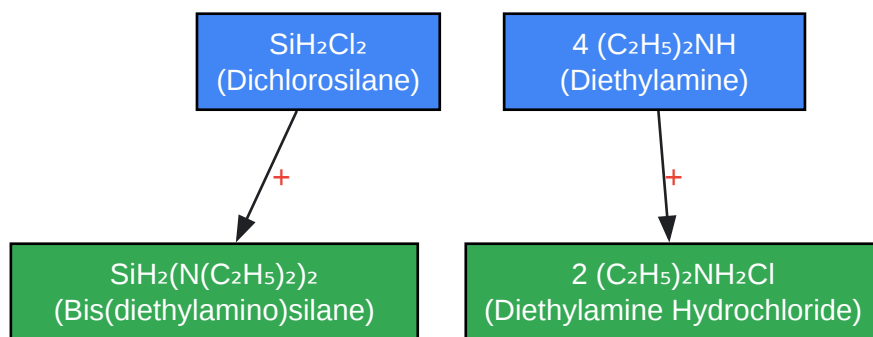 SiH₂Cl₂
(Dichlorosilane)
4 (C₂H₅)₂NH
(Diethylamine)
+
+
SiH₂(N(C₂H₅)₂)₂
(Bis(diethylamino)silane)
2 (C₂H₅)₂NH₂Cl
(Diethylamine Hydrochloride)